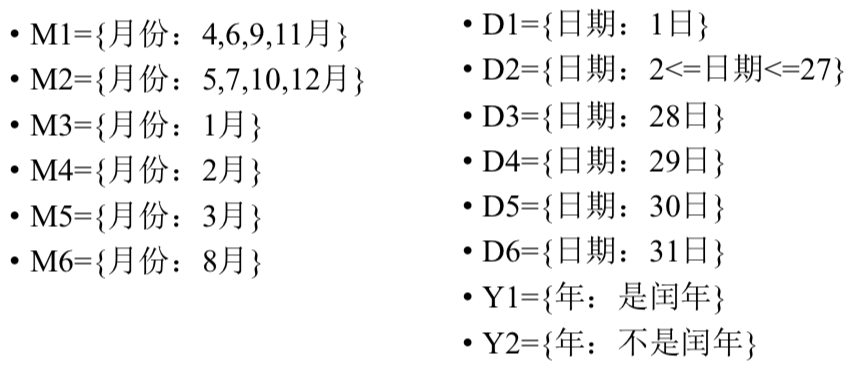 • M1={月份：4,6,9,11月}
• M2={月份：5,7,10,12月}
• M3={月份：1月}
• M4={月份：2月}
• M5={月份：3月}
• M6={月份：8月}
• D1={日期：1日}
• D2={日期：2<=日期<=27}
• D3={日期：28日}
• D4={日期：29日}
• D5={日期：30日}
• D6={日期：31日}
• Y1={年：是闰年}
• Y2={年：不是闰年}